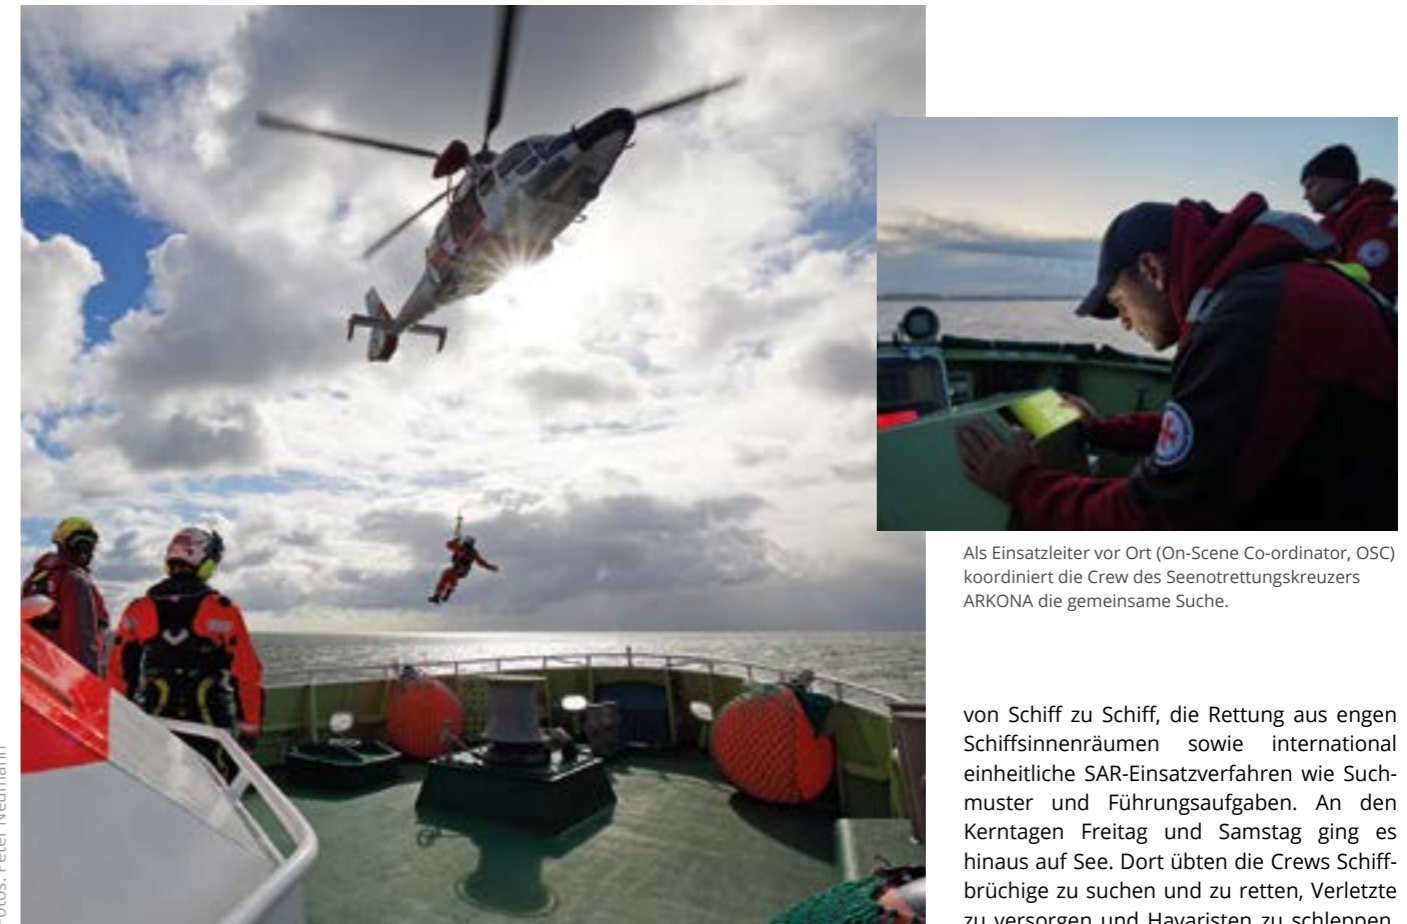 Als Einsatzleiter vor Ort (On-Scene Co-ordinator, OSC)
koordiniert die Crew des Seenotrettungskreuzers
ARKONA die gemeinsame Suche.
von Schiff zu Schiff, die Rettung aus engen
Schiffsinnenräumen sowie international
einheitliche SAR-Einsatzverfahren wie Such-
muster und Führungsaufgaben. An den
Kerntagen Freitag und Samstag ging es
hinaus auf See. Dort übten die Crews Schiff-
brüchige zu suchen und zu retten, Verletzte
zu versorgen und Havaristen zu schleppen.
Fotos: Peter Neumann